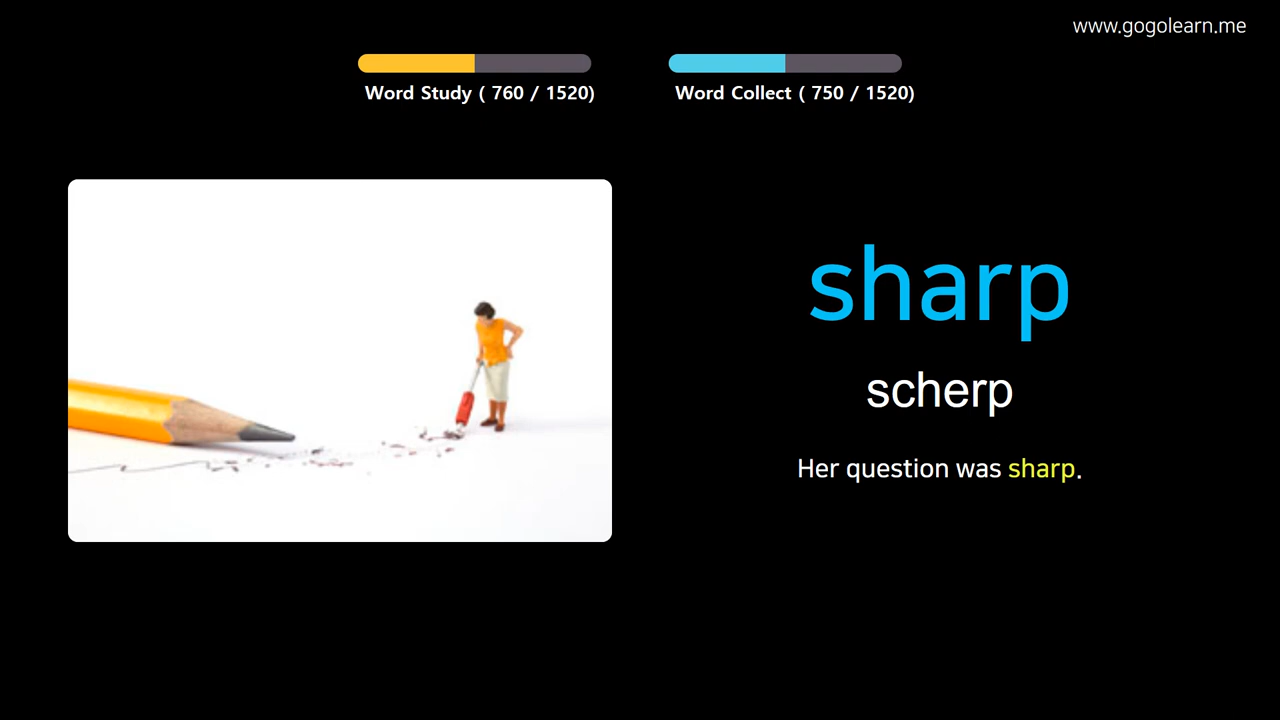 www.gogolearn.me
Word Study ( 760 / 1520)
Word Collect ( 750 / 1520)
sharp
scherp
Her question was sharp.